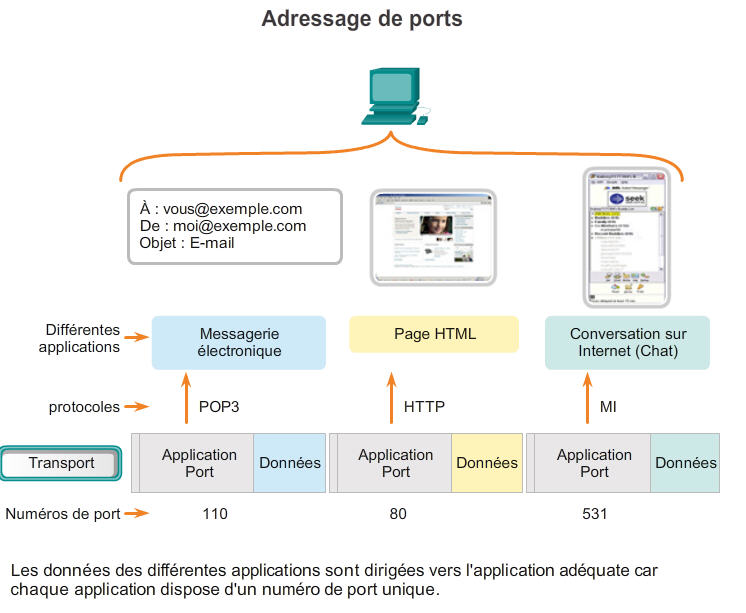 Adressage de ports
À : vous@exemple.com
De : moi@exemple.com
Objet : E-mail
seek
Différentes
applications
Messagerie
électronique
Page HTML
Conversation sur
Internet (Chat)
protocoles
POP3
HTTP
MI
Transport
Application
Port
Données
Application
Port
Données
Application
Port
Données
Numéros de port
110
80
531
Les données des différentes applications sont dirigées vers l'application adéquate car
chaque application dispose d'un numéro de port unique.